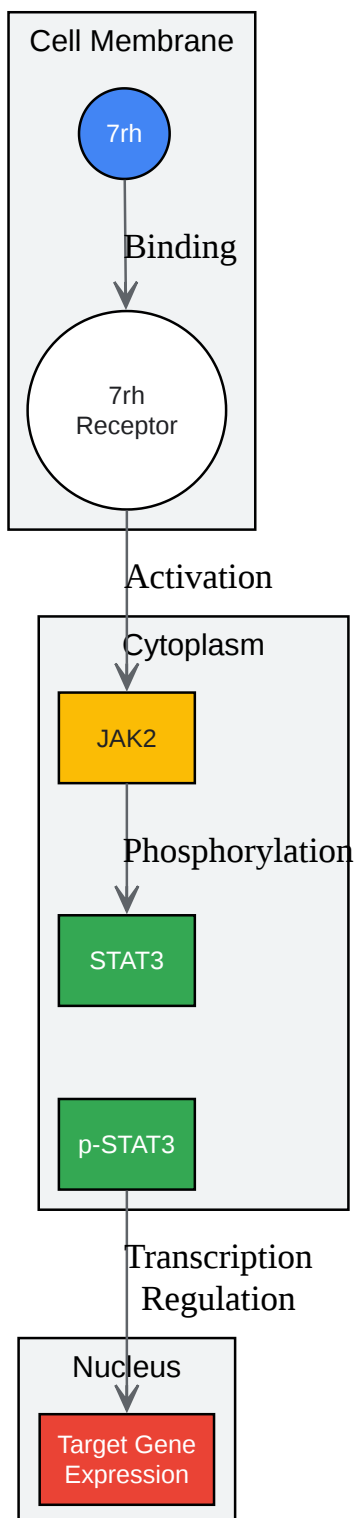 Cell Membrane
7rh
Binding
7rh
Receptor
Activation
Cytoplasm
JAK2
Phosphorylation
STAT3
p-STAT3
Transcription
Regulation
Nucleus
Target Gene
Expression